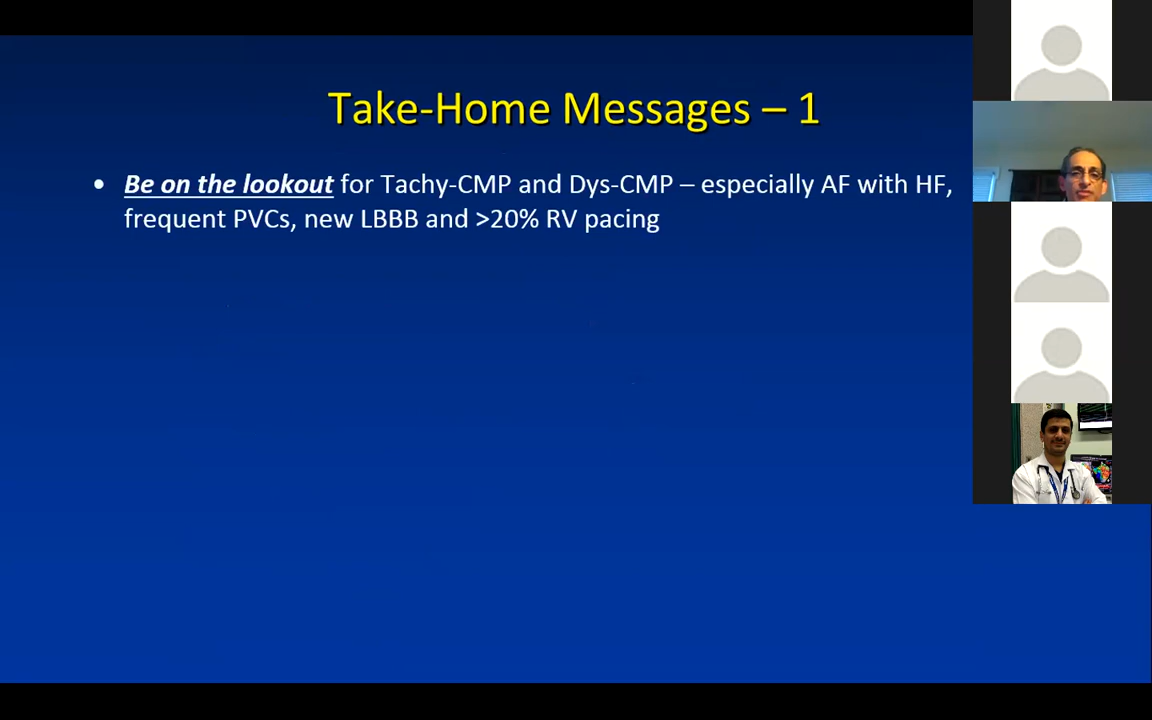 Take-Home Messages – 1
• Be on the lookout for Tachy-CMP and Dys-CMP – especially AF with HF,
frequent PVCs, new LBBB and >20% RV pacing